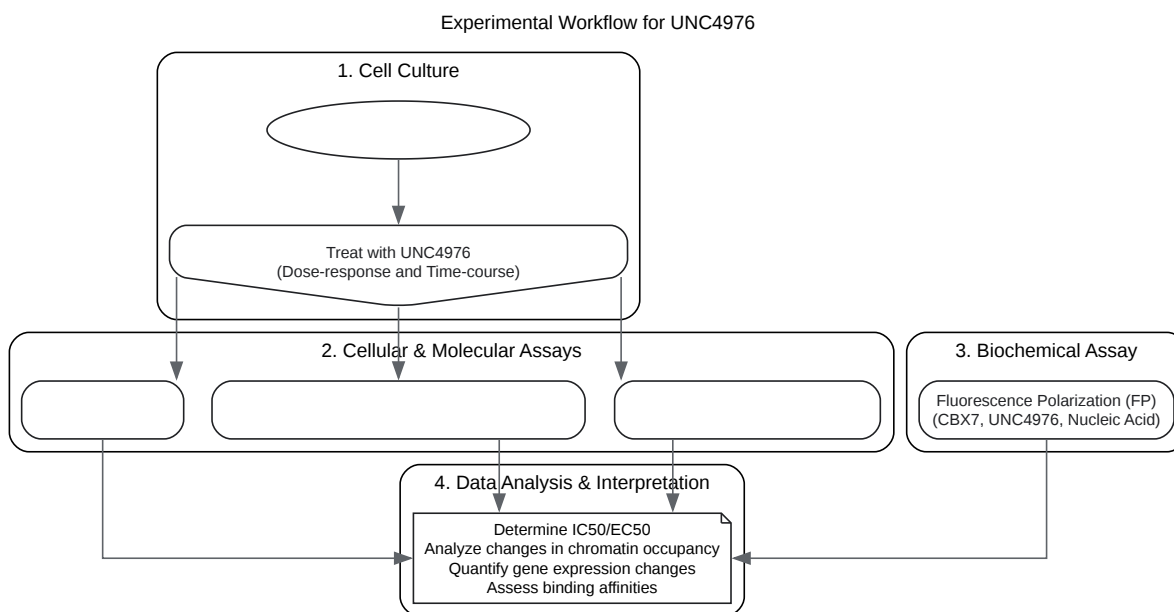 Experimental Workflow for UNC4976
1. Cell Culture
Treat with UNC4976
(Dose-response and Time-course)
2. Cellular & Molecular Assays
3. Biochemical Assay
Fluorescence Polarization (FP)
(CBX7, UNC4976, Nucleic Acid)
4. Data Analysis & Interpretation
Determine IC50/EC50
Analyze changes in chromatin occupancy
Quantify gene expression changes
Assess binding affinities